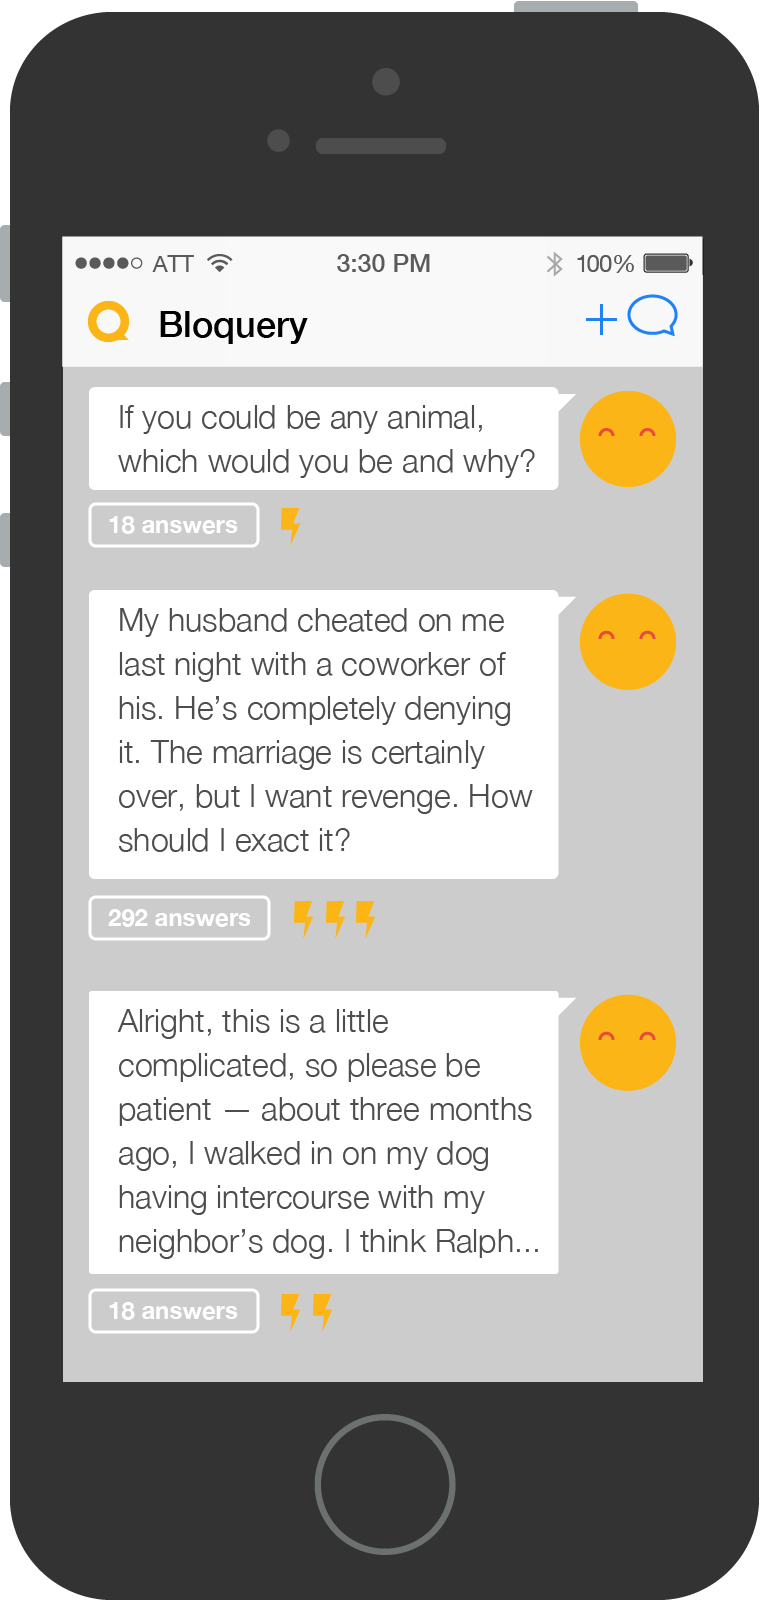 ATT 3:30 PM 100%
Bloquery
If you could be any animal,
which would you be and why?
18 answers
My husband cheated on me
last night with a coworker of
his. He’s completely denying
it. The marriage is certainly
over, but I want revenge. How
should I exact it?
292 answers
Alright, this is a little
complicated, so please be
patient — about three months
ago, I walked in on my dog
having intercourse with my
neighbor’s dog. I think Ralph...
18 answers